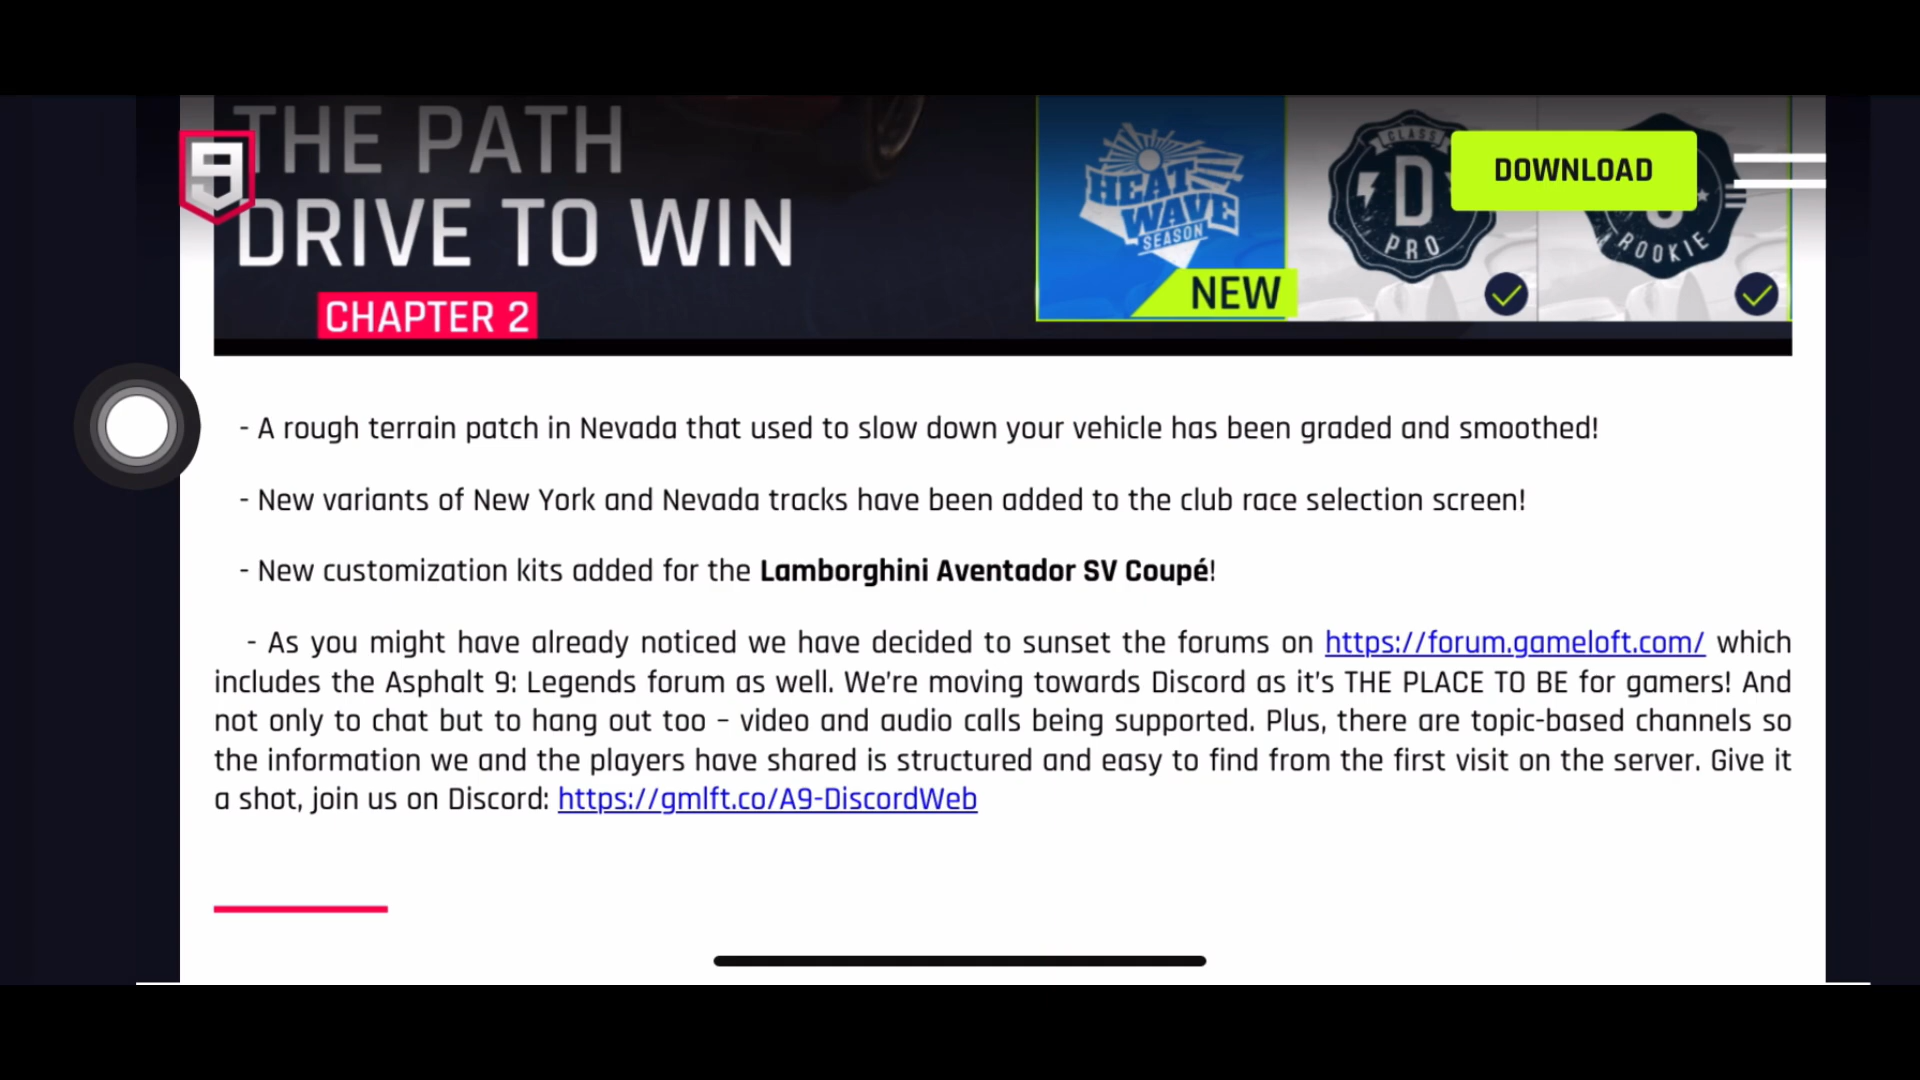 THE PATH
DRIVE TO WIN
CHAPTER 2
9
HEAT
WAVE
SEASON
NEW
CLASS
D
PRO
ROOKIE
DOWNLOAD
- A rough terrain patch in Nevada that used to slow down your vehicle has been graded and smoothed!
- New variants of New York and Nevada tracks have been added to the club race selection screen!
- New customization kits added for the Lamborghini Aventador SV Coupé!
- As you might have already noticed we have decided to sunset the forums on https://forum.gameloft.com/ which
includes the Asphalt 9: Legends forum as well. We’re moving towards Discord as it’s THE PLACE TO BE for gamers! And
not only to chat but to hang out too – video and audio calls being supported. Plus, there are topic-based channels so
the information we and the players have shared is structured and easy to find from the first visit on the server. Give it
a shot, join us on Discord: https://gmlft.co/A9-DiscordWeb